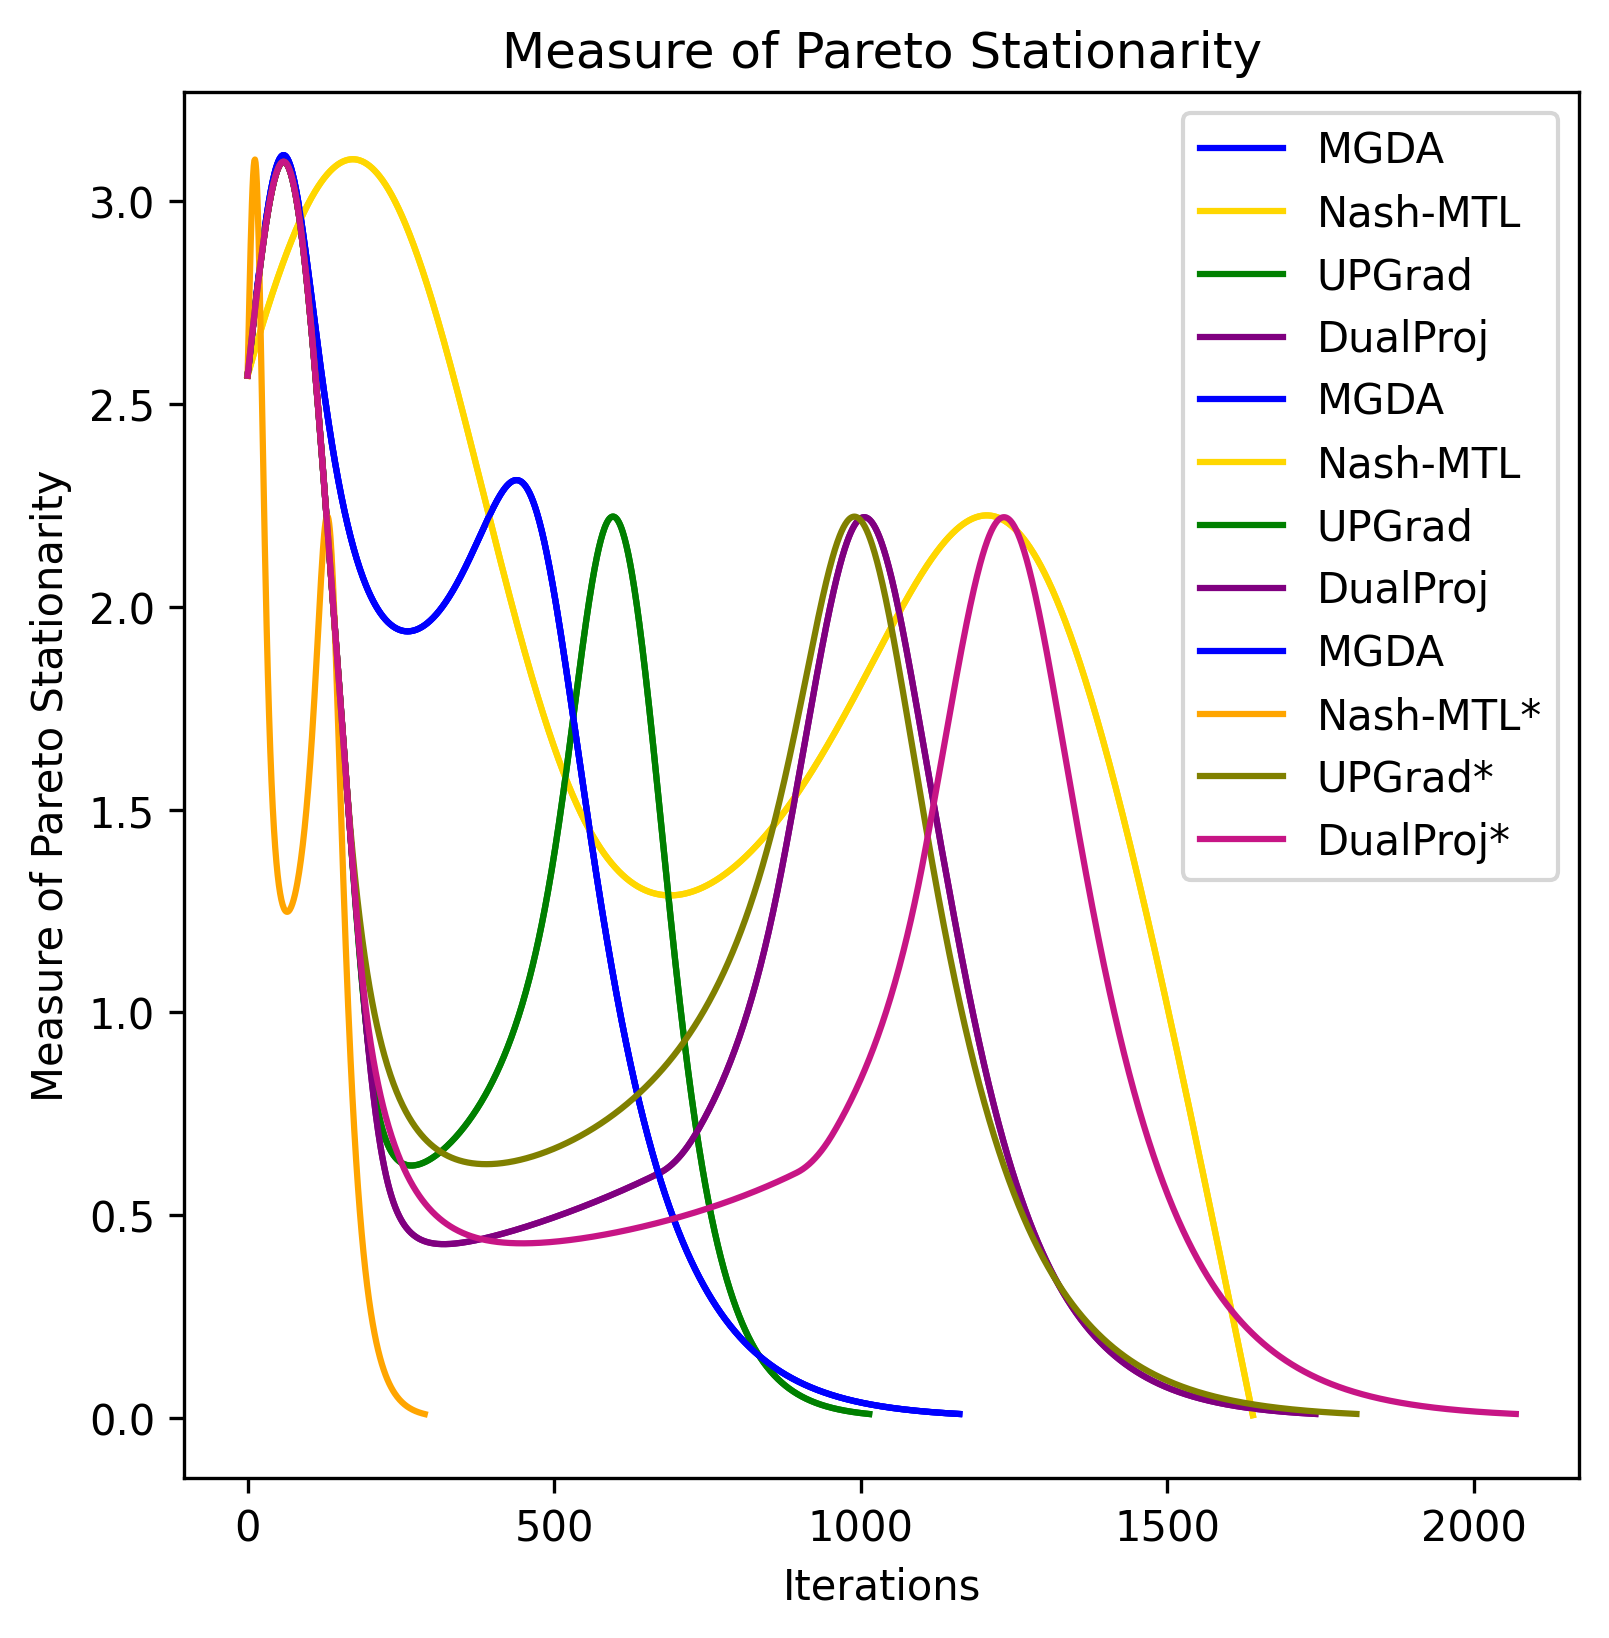 Measure of Pareto Stationarity
Measure of Pareto Stationarity
3.0
2.5
2.0
1.5
1.0
0.5
0.0
MGDA
Nash-MTL
UPGrad
DualProj
MGDA
Nash-MTL
UPGrad
DualProj
MGDA
Nash-MTL*
UPGrad*
DualProj*
0 500 1000 1500 2000
Iterations